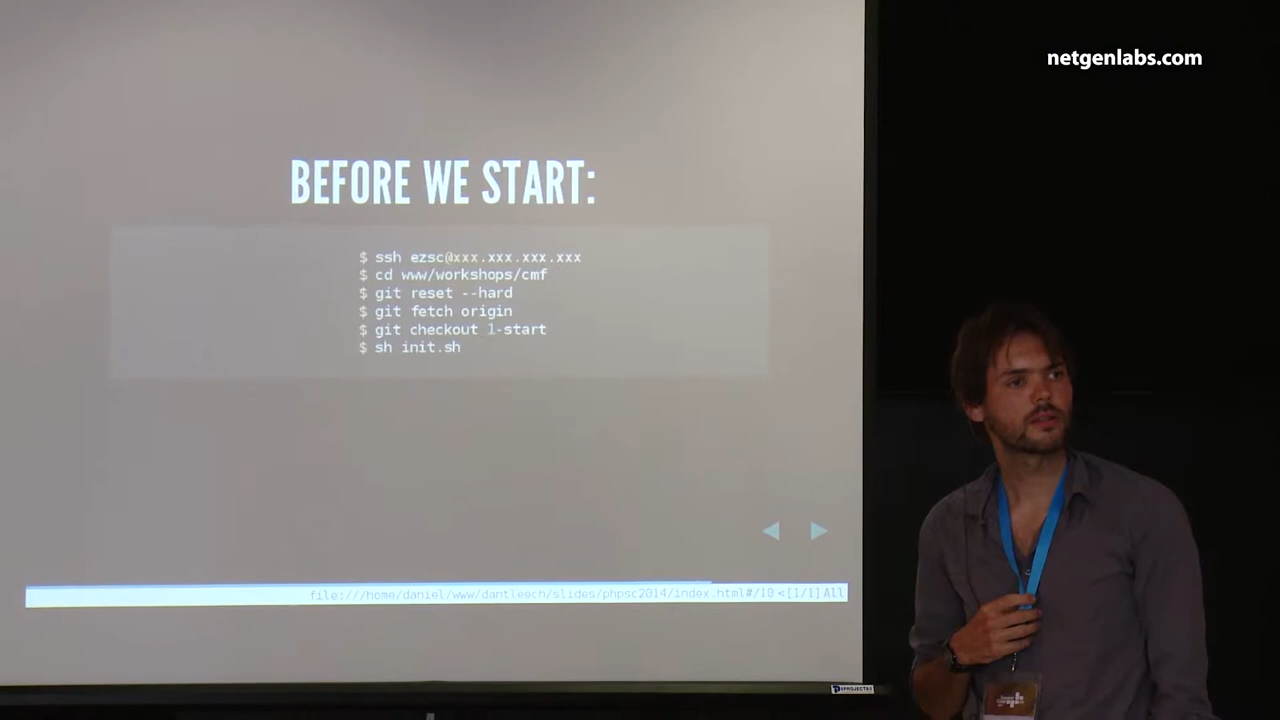 netgenlabs.com
BEFORE WE START:
$ ssh ezsc@xxx.xxx.xxx.xxx
$ cd www/workshops/cmf
$ git reset --hard
$ git fetch origin
$ git checkout 1-start
$ sh init.sh
file:///home/daniel/www/dantleech/slides/phpsc2014/index.html#/10 <[1/1] All
PROJECTA